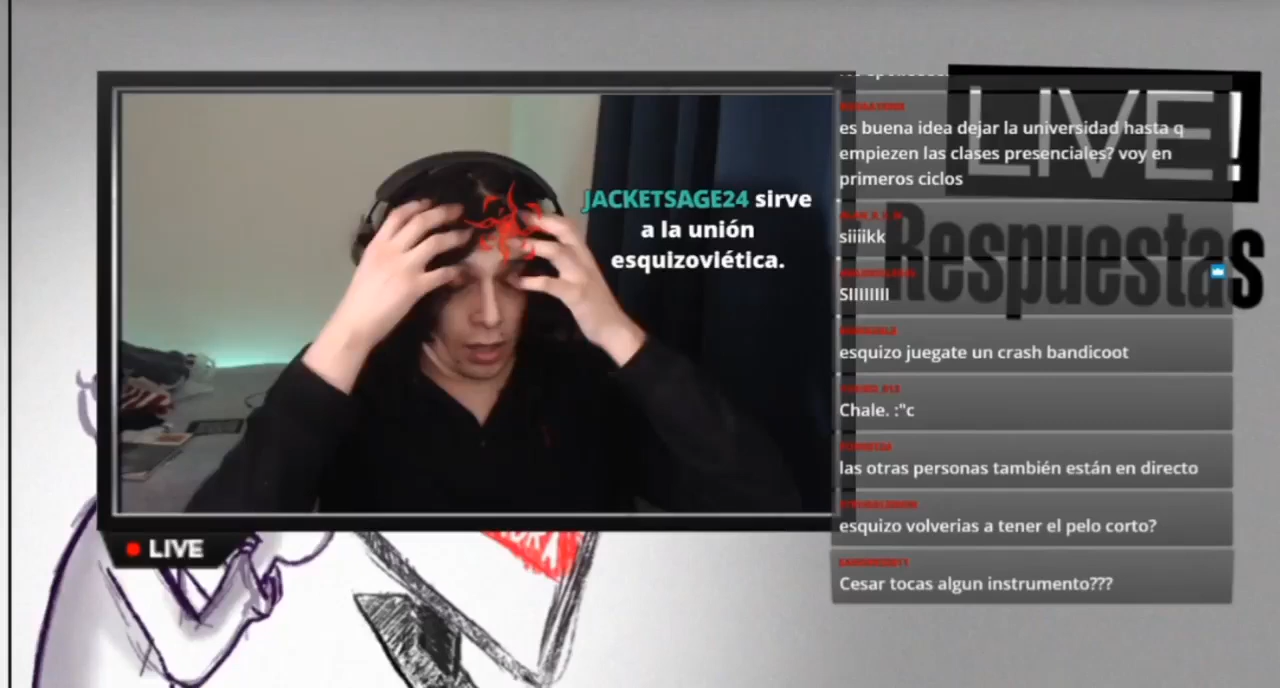 LIVE!
Respuestas
JACKETSAGE24 sirve
a la unión
esquizoviética.
es buena idea dejar la universidad hasta q
empiezen las clases presenciales? voy en
primeros ciclos
siiiikk
SIIIIIIII
esquizo juegate un crash bandicoot
Chale. :"c
las otras personas también están en directo
esquizo volverias a tener el pelo corto?
Cesar tocas algun instrumento???
LIVE